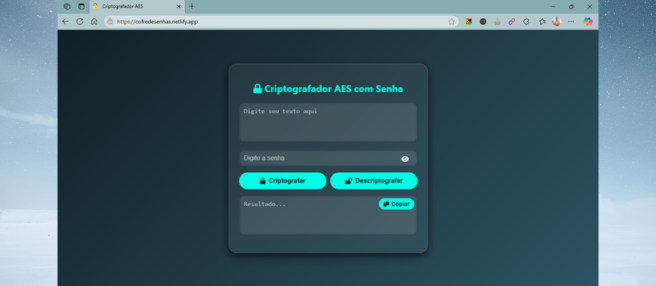 Criptografador AES
https://cofredesenhas.netlify.app
Criptografador AES com Senha
Digite seu texto aqui
Digite a senha
Criptografar
Descriptografar
Resultado...
Copiar